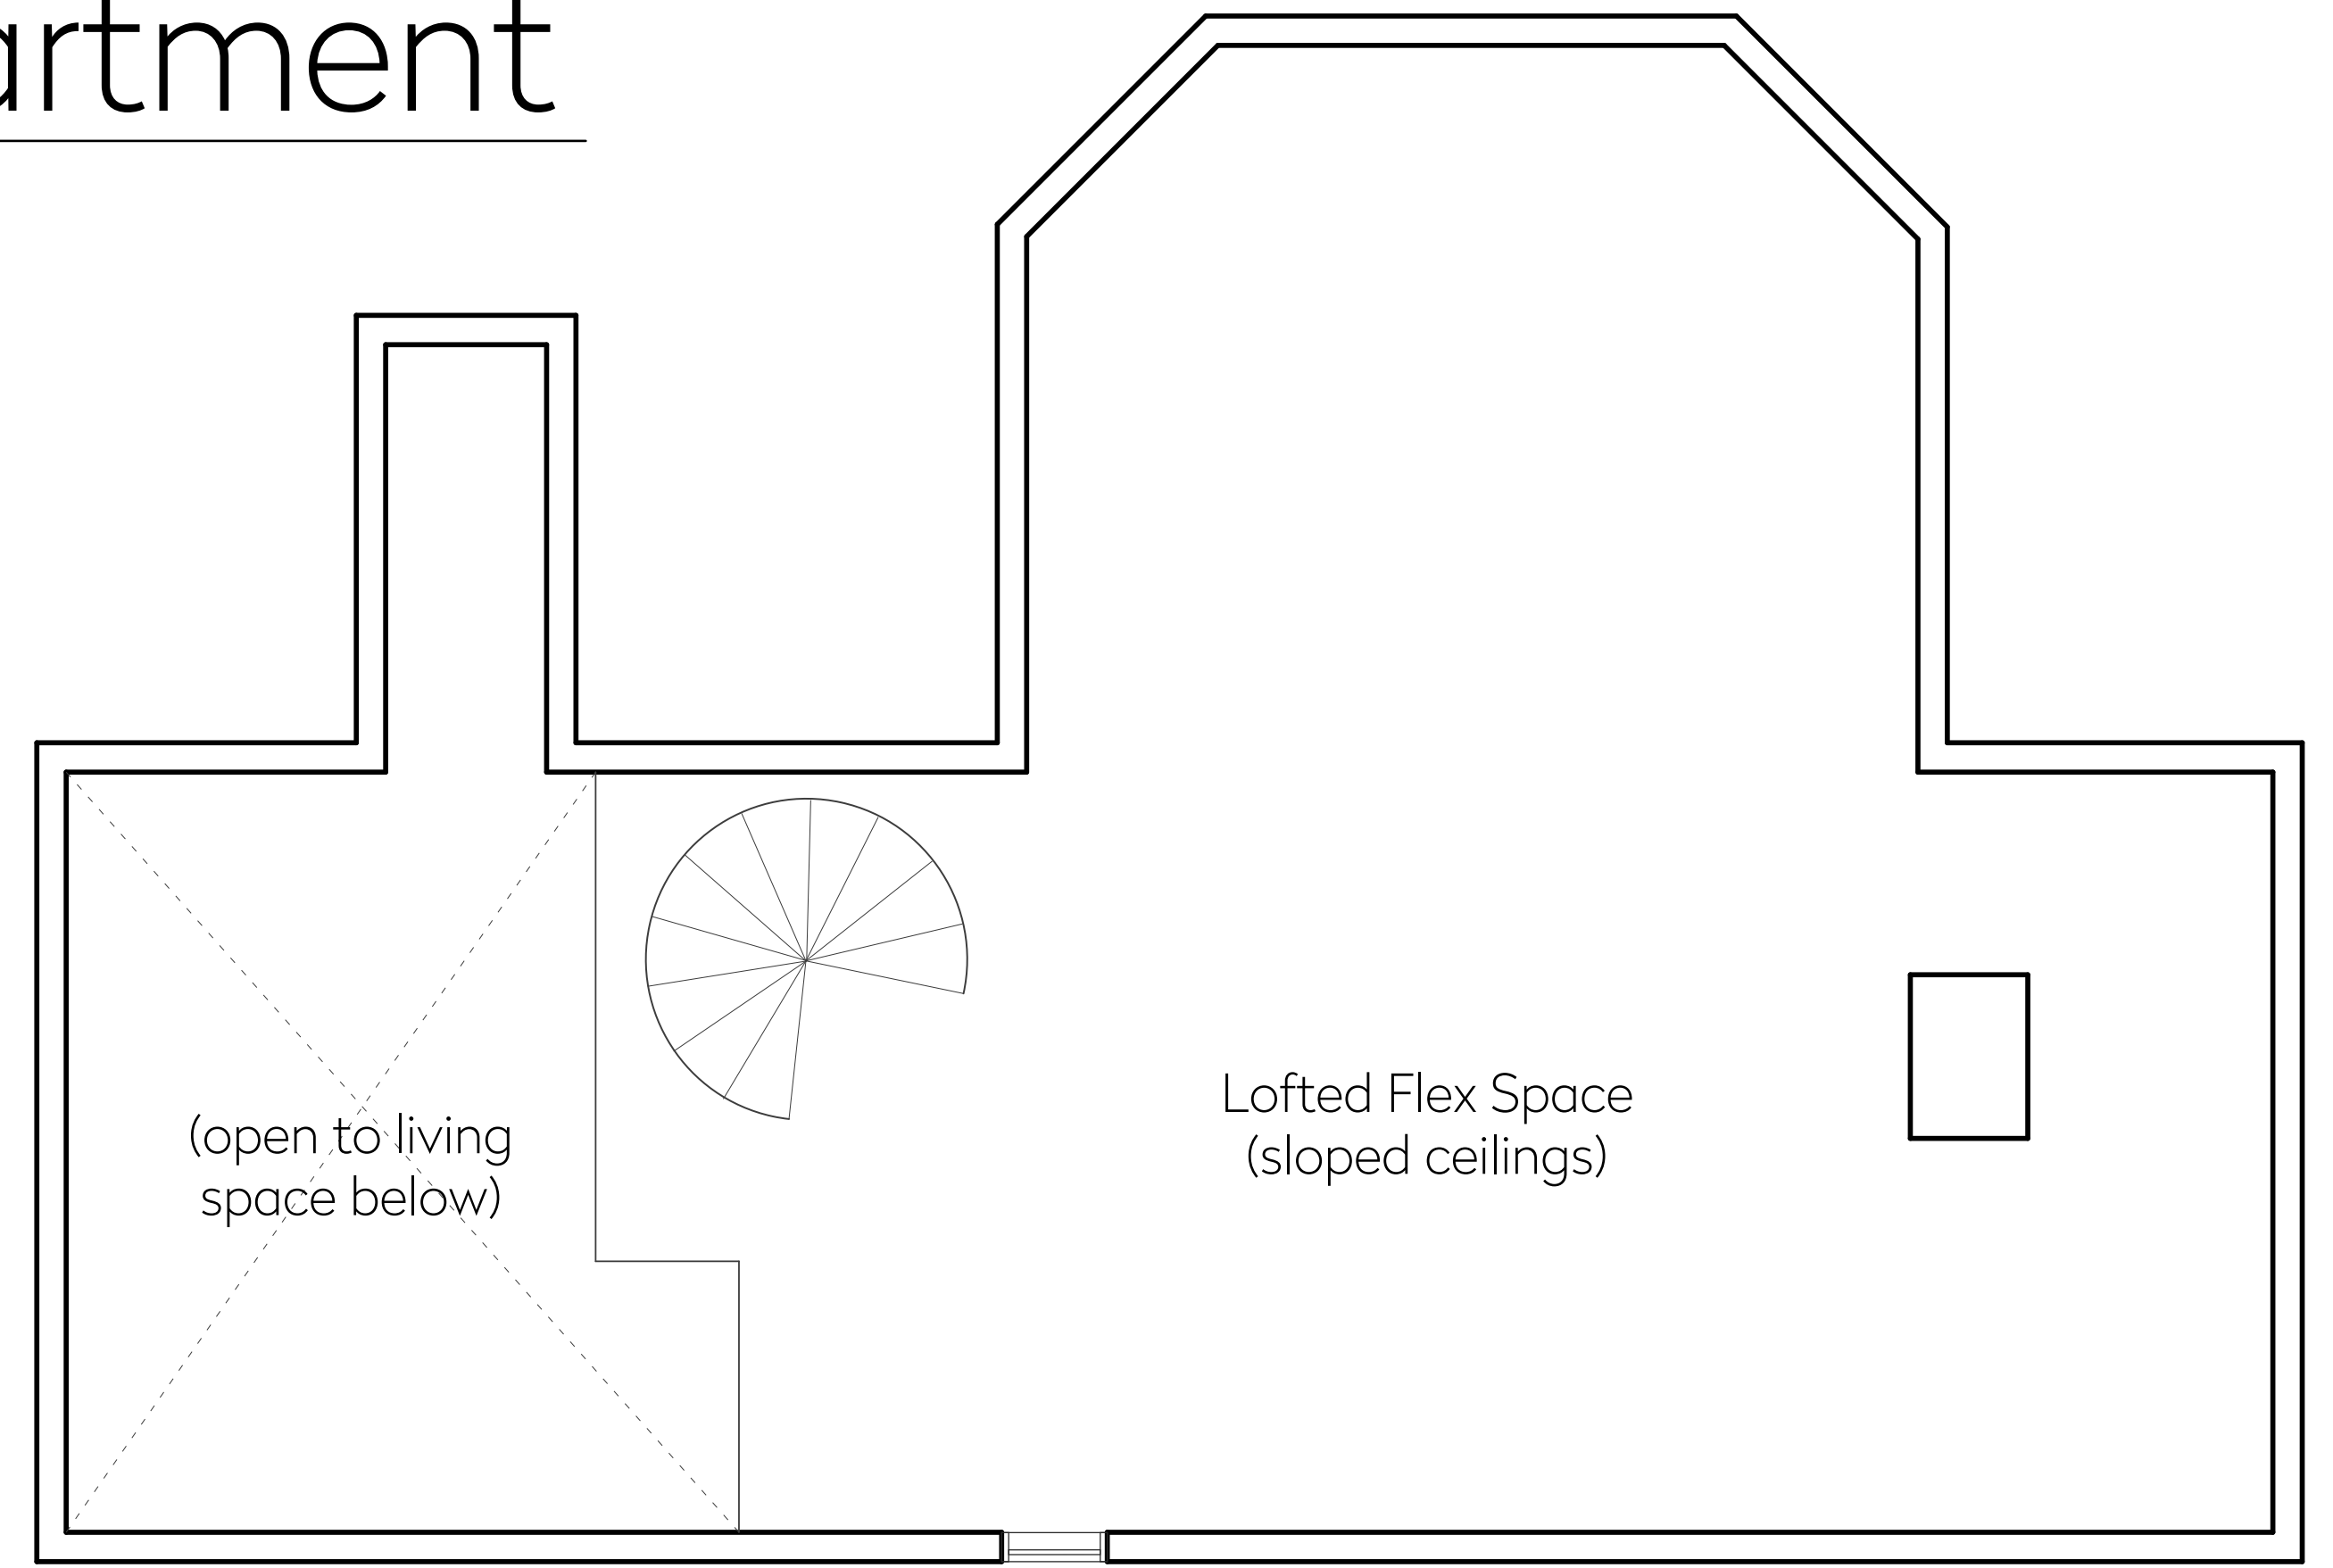 artment
Lofted Flex Space
(sloped ceilings)
(open to living
space below)